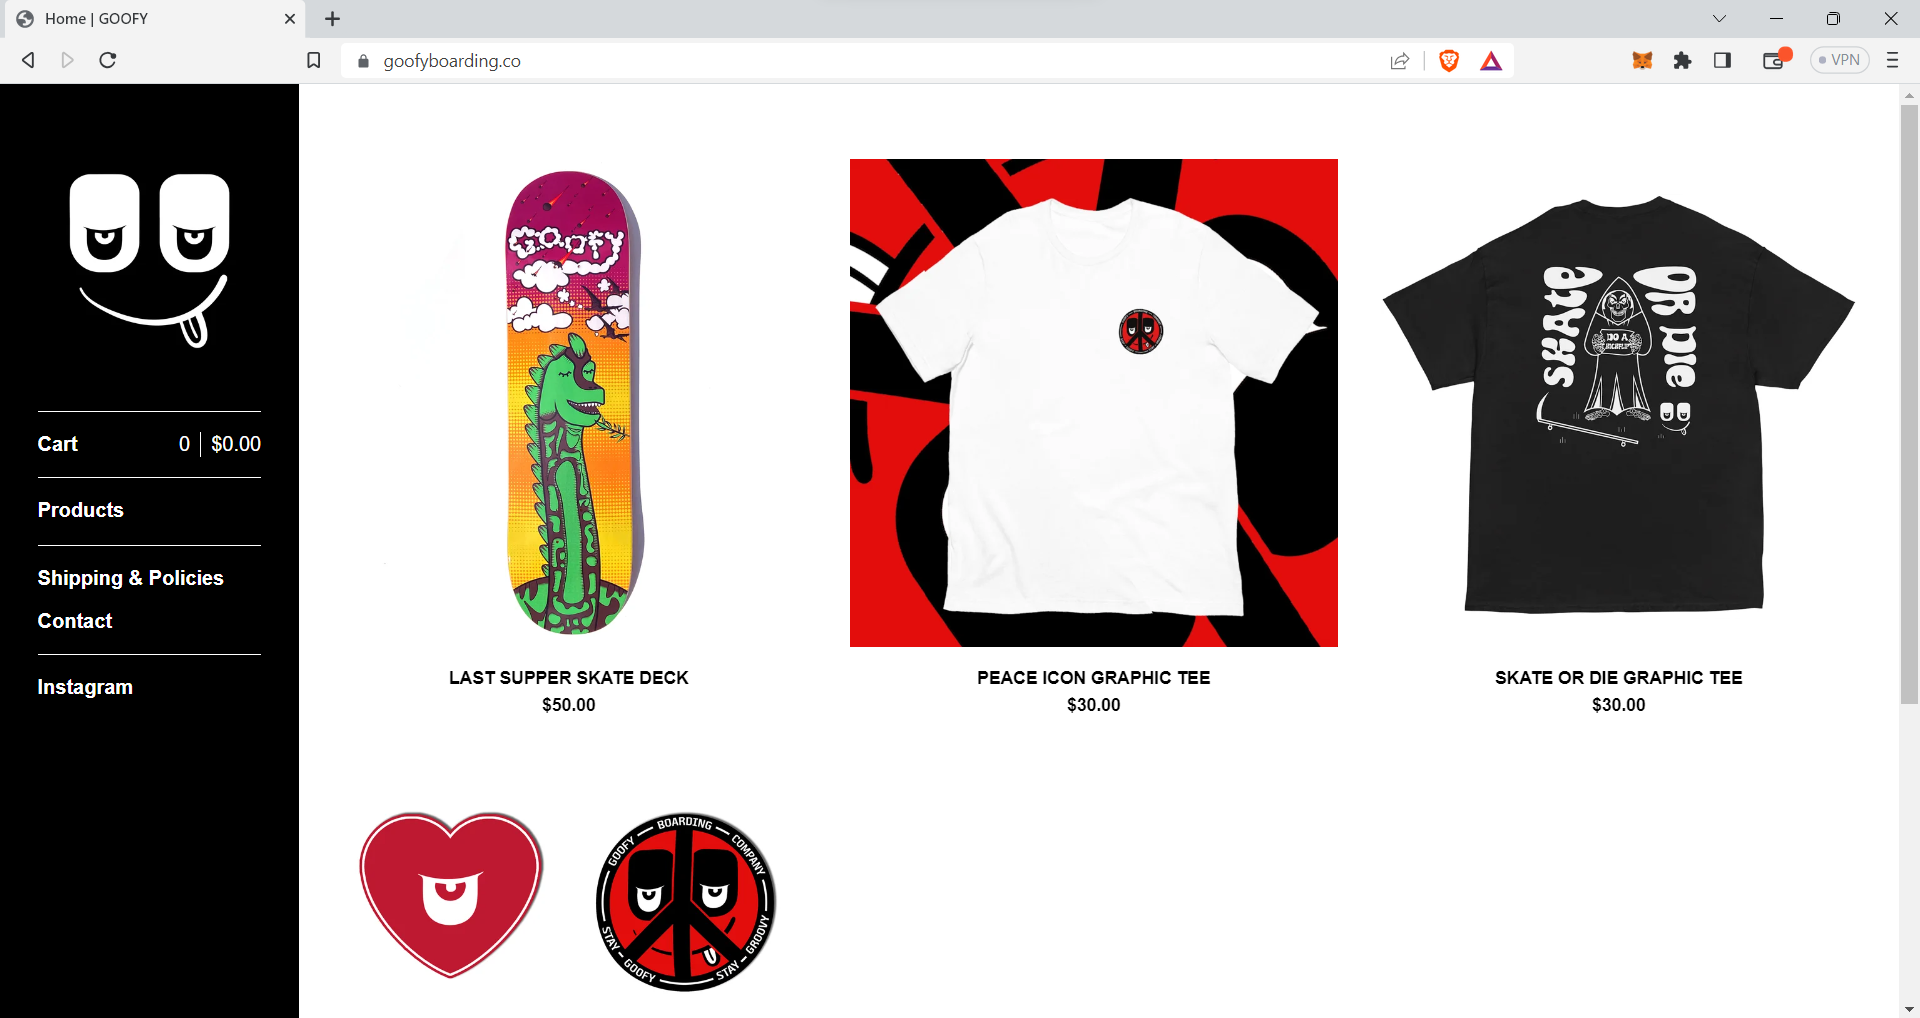 Home | GOOFY
goofyboarding.co
VPN
Cart 0 $0.00
Products
Shipping & Policies
Contact
Instagram
GOOFY
SKATE OR DIE
DO A
KICKFLIP
LAST SUPPER SKATE DECK
$50.00
PEACE ICON GRAPHIC TEE
$30.00
SKATE OR DIE GRAPHIC TEE
$30.00
GOOFY — BOARDING — COMPANY
STAY — GOOFY — STAY — GROOVY